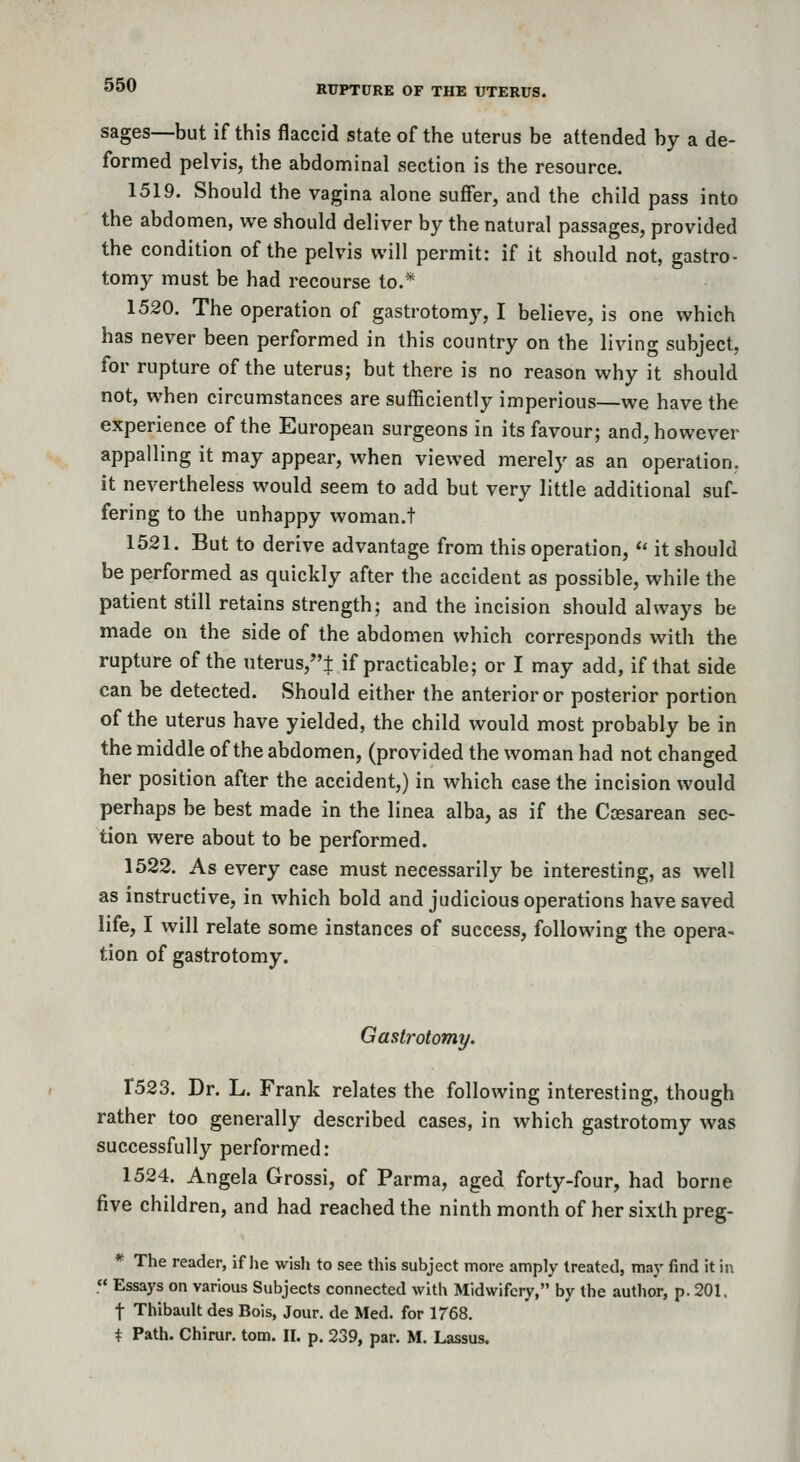 550
RUPTURE OF THE UTERUS.
sages—but if this flaccid state of the uterus be attended by a de-
formed pelvis, the abdominal section is the resource.
1519. Should the vagina alone suffer, and the child pass into
the abdomen, we should deliver by the natural passages, provided
the condition of the pelvis will permit: if it should not, gastro-
tomy must be had recourse to.*
1520. The operation of gastrotomy, I believe, is one which
has never been performed in this country on the living subject,
for rupture of the uterus; but there is no reason why it should
not, when circumstances are sufficiently imperious—we have the
experience of the European surgeons in its favour; and, however
appalling it may appear, when viewed merely as an operation,
it nevertheless would seem to add but very little additional suf-
fering to the unhappy woman.†
1521. But to derive advantage from this operation, “ it should
be performed as quickly after the accident as possible, while the
patient still retains strength; and the incision should always be
made on the side of the abdomen which corresponds with the
rupture of the uterus,”‡ if practicable; or I may add, if that side
can be detected. Should either the anterior or posterior portion
of the uterus have yielded, the child would most probably be in
the middle of the abdomen, (provided the woman had not changed
her position after the accident,) in which case the incision would
perhaps be best made in the linea alba, as if the Cæsarean sec-
tion were about to be performed.
1522. As every case must necessarily be interesting, as well
as instructive, in which bold and judicious operations have saved
life, I will relate some instances of success, following the opera-
tion of gastrotomy.
Gastrotomy.
1523. Dr. L. Frank relates the following interesting, though
rather too generally described cases, in which gastrotomy was
successfully performed:
1524. Angela Grossi, of Parma, aged forty-four, had borne
five children, and had reached the ninth month of her sixth preg-
* The reader, if he wish to see this subject more amply treated, may find it in
“ Essays on various Subjects connected with Midwifery,” by the author, p. 201.
† Thibault des Bois, Jour. de Med. for 1768.
‡ Path. Chirur. tom. II. p. 239, par. M. Lassus.